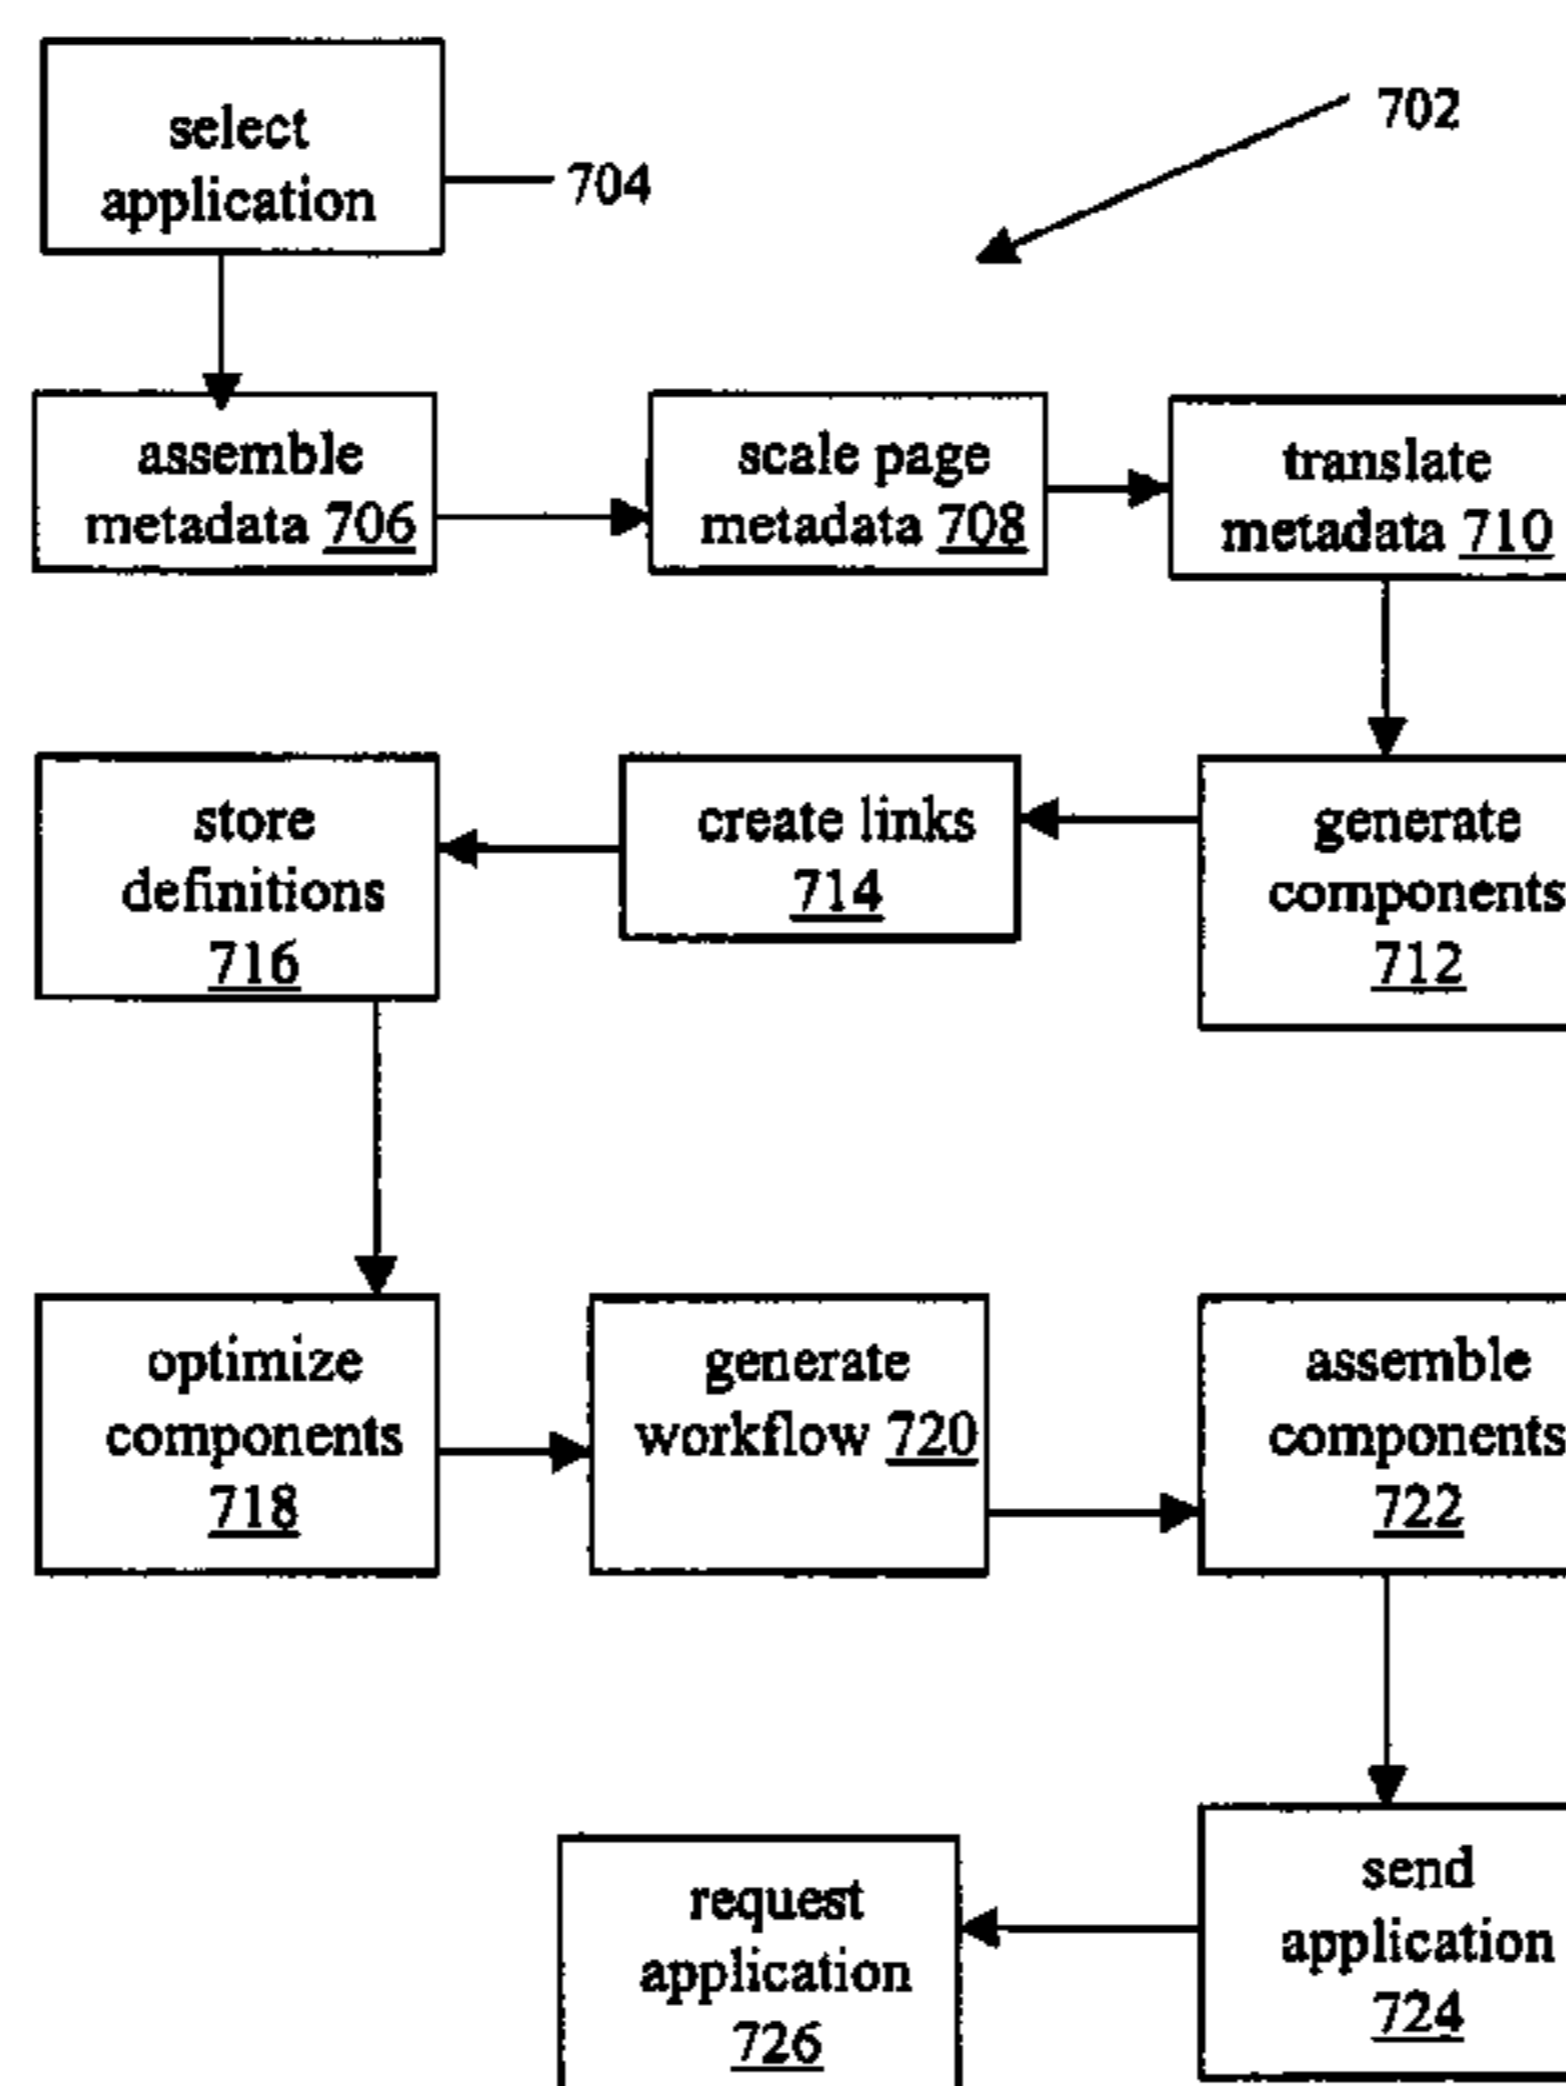 select
application
704
702
assemble
metadata 706
scale page
metadata 708
translate
metadata 710
store
definitions
716
create links
714
generate
components
712
optimize
components
718
generate
workflow 720
assemble
components
722
request
application
726
send
application
724